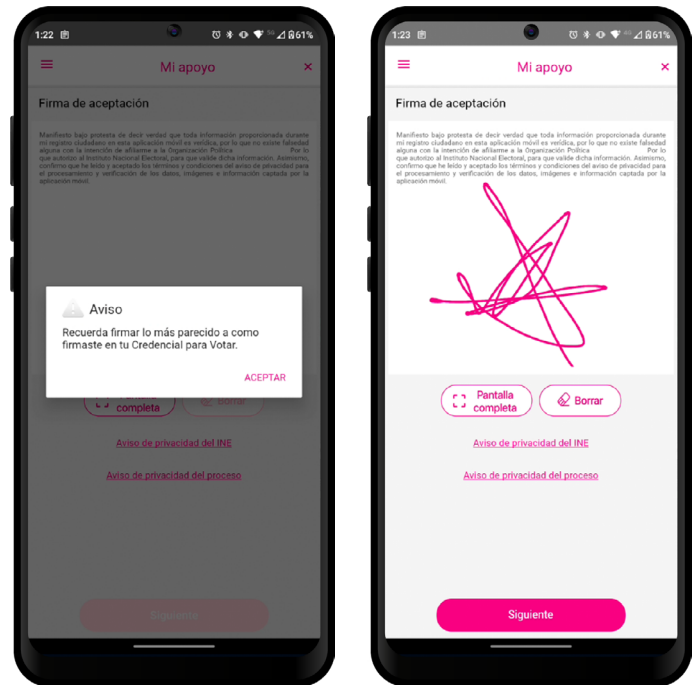 1:22
5G
61%
Mi apoyo
Firma de aceptación
Manifiesto bajo protesta de decir verdad que toda información proporcionada durante
mi registro ciudadano en esta aplicación móvil es verídica, por lo que no existe falsedad
alguna con la intención de afiliarme a la Organización Política Por lo
que autorizo al Instituto Nacional Electoral, para que valide dicha información. Asimismo,
confirmo que he leído y aceptado los términos y condiciones del aviso de privacidad para
el procesamiento y verificación de los datos, imágenes e información captada por la
aplicación móvil.
Aviso
Recuerda firmar lo más parecido a como
firmaste en tu Credencial para Votar.
ACEPTAR
completa
Borrar
Aviso de privacidad del INE
Aviso de privacidad del proceso
Siguiente
1:23
4G
61%
Mi apoyo
Firma de aceptación
Manifiesto bajo protesta de decir verdad que toda información proporcionada durante
mi registro ciudadano en esta aplicación móvil es verídica, por lo que no existe falsedad
alguna con la intención de afiliarme a la Organización Política Por lo
que autorizo al Instituto Nacional Electoral, para que valide dicha información. Asimismo,
confirmo que he leído y aceptado los términos y condiciones del aviso de privacidad para
el procesamiento y verificación de los datos, imágenes e información captada por la
aplicación móvil.
Pantalla
completa
Borrar
Aviso de privacidad del INE
Aviso de privacidad del proceso
Siguiente